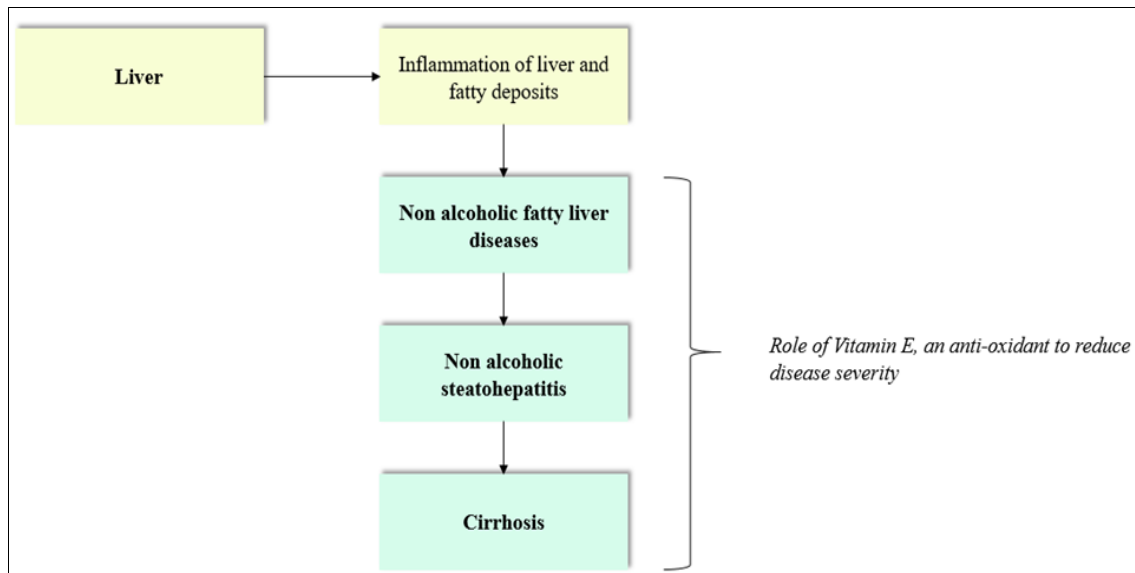 Liver
Inflammation of liver and
fatty deposits
Non alcoholic fatty liver
diseases
Non alcoholic
steatohepatitis
Role of Vitamin E, an anti-oxidant to reduce
disease severity
Cirrhosis